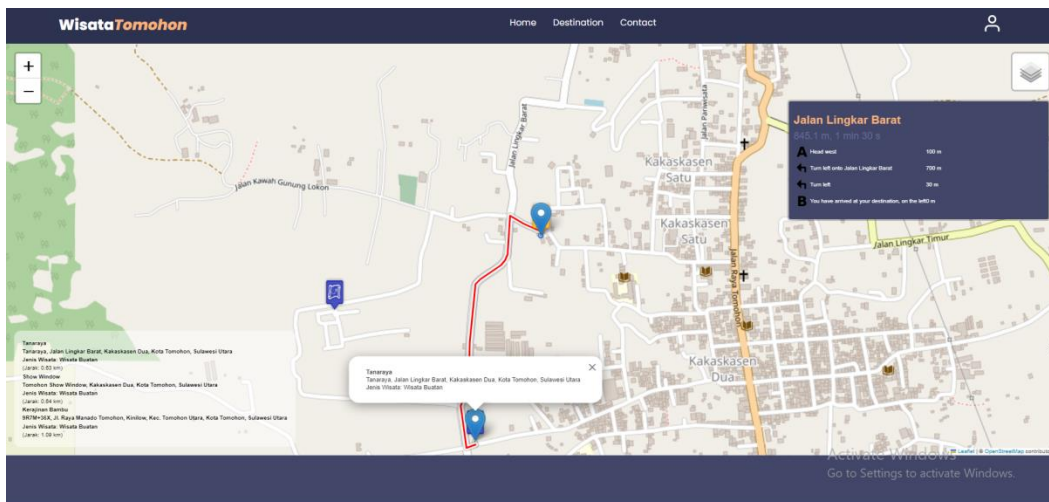 WisataTomohon
Home
Destination
Contact
+
−
Jalan Lingkar Barat
845.1 m, 1 min 30 s
A Head west 100 m
Turn left onto Jalan Lingkar Barat 700 m
Turn left 30 m
B You have arrived at your destination, on the left 0 m
Jalan Lingkar Barat
Jalan Pariwisata
Kakaskasen
Satu
Jalan Kawah Gunung Lokon
Kakaskasen
Satu
Jalan Lingkar Timur
Jalan Raya Tomohon
Kakaskasen
Dua
Tanaraya
Tanaraya, Jalan Lingkar Barat, Kakaskasen Dua, Kota Tomohon, Sulawesi Utara
Jenis Wisata: Wisata Buatan
Tanaraya
Tanaraya, Jalan Lingkar Barat, Kakaskasen Dua, Kota Tomohon, Sulawesi Utara
Jenis Wisata: Wisata Buatan
(Jarak: 0.60 km)
Show Window
Tomohon Show Window, Kakaskasen Dua, Kota Tomohon, Sulawesi Utara
Jenis Wisata: Wisata Buatan
(Jarak: 0.64 km)
Kerajinan Bambu
9R7M+36X, Jl. Raya Manado Tomohon, Kinilow, Kec. Tomohon Utara, Kota Tomohon, Sulawesi Utara
Jenis Wisata: Wisata Buatan
(Jarak: 1.09 km)
Leaflet | © OpenStreetMap contributors
Activate Windows
Go to Settings to activate Windows.